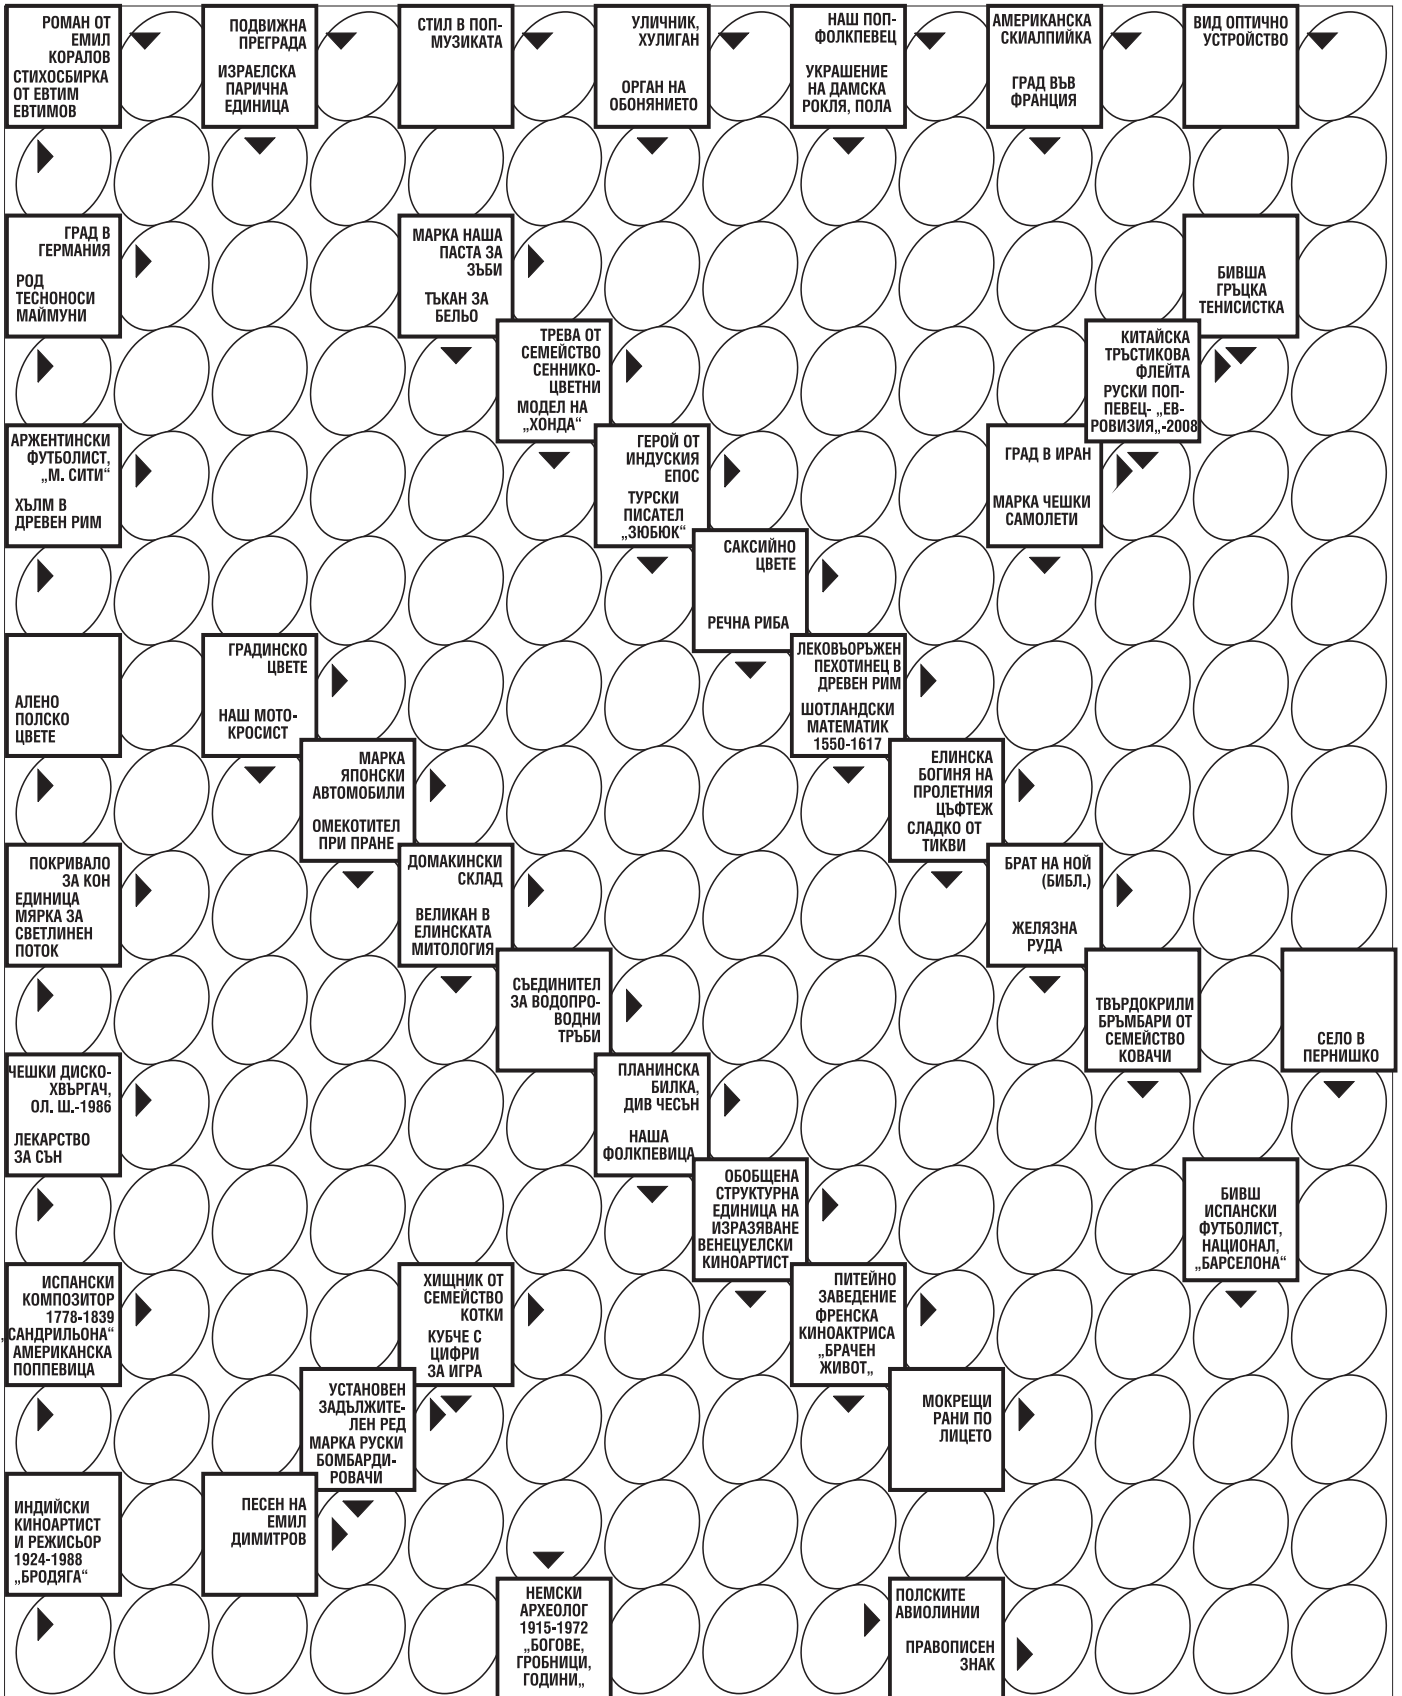 РОМАН ОТ
ЕМИЛ
КОРАЛОВ
СТИХОСБИРКА
ОТ ЕВТИМ
ЕВТИМОВ
ПОДВИЖНА
ПРЕГРАДА
ИЗРАЕЛСКА
ПАРИЧНА
ЕДИНИЦА
СТИЛ В ПОП-
МУЗИКАТА
УЛИЧНИК,
ХУЛИГАН
ОРГАН НА
ОБОНЯНИЕТО
НАШ ПОП-
ФОЛКПЕВЕЦ
УКРАШЕНИЕ
НА ДАМСКА
РОКЛЯ, ПОЛА
АМЕРИКАНСКА
СКИАЛПИЙКА
ГРАД ВЪВ
ФРАНЦИЯ
ВИД ОПТИЧНО
УСТРОЙСТВО
ГРАД В
ГЕРМАНИЯ
РОД
ТЕСНОНОСИ
МАЙМУНИ
МАРКА НАША
ПАСТА ЗА
ЗЪБИ
ТЪКАН ЗА
БЕЛЬО
БИВША
ГРЪЦКА
ТЕНИСИСТКА
ТРЕВА ОТ
СЕМЕЙСТВО
СЕННИКО-
ЦВЕТНИ
МОДЕЛ НА
„ХОНДА“
КИТАЙСКА
ТРЪСТИКОВА
ФЛЕЙТА
РУСКИ ПОП-
ПЕВЕЦ- „ЕВ-
РОВИЗИЯ„-2008
АРЖЕНТИНСКИ
ФУТБОЛИСТ,
„М. СИТИ“
ХЪЛМ В
ДРЕВЕН РИМ
ГЕРОЙ ОТ
ИНДУСКИЯ
ЕПОС
ТУРСКИ
ПИСАТЕЛ
„ЗЮБЮК“
ГРАД В ИРАН
МАРКА ЧЕШКИ
САМОЛЕТИ
САКСИЙНО
ЦВЕТЕ
РЕЧНА РИБА
АЛЕНО
ПОЛСКО
ЦВЕТЕ
ГРАДИНСКО
ЦВЕТЕ
НАШ МОТО-
КРОСИСТ
ЛЕКОВЪОРЪЖЕН
ПЕХОТИНЕЦ В
ДРЕВЕН РИМ
ШОТЛАНДСКИ
МАТЕМАТИК
1550-1617
МАРКА
ЯПОНСКИ
АВТОМОБИЛИ
ОМЕКОТИТЕЛ
ПРИ ПРАНЕ
ЕЛИНСКА
БОГИНЯ НА
ПРОЛЕТНИЯ
ЦЪФТЕЖ
СЛАДКО ОТ
ТИКВИ
ПОКРИВАЛО
ЗА КОН
ЕДИНИЦА
МЯРКА ЗА
СВЕТЛИНЕН
ПОТОК
ДОМАКИНСКИ
СКЛАД
ВЕЛИКАН В
ЕЛИНСКАТА
МИТОЛОГИЯ
БРАТ НА НОЙ
(БИБЛ.)
ЖЕЛЯЗНА
РУДА
СЪЕДИНИТЕЛ
ЗА ВОДОПРО-
ВОДНИ
ТРЪБИ
ТВЪРДОКРИЛИ
БРЪМБАРИ ОТ
СЕМЕЙСТВО
КОВАЧИ
СЕЛО В
ПЕРНИШКО
ЧЕШКИ ДИСКО-
ХВЪРГАЧ,
ОЛ. Ш.-1986
ЛЕКАРСТВО
ЗА СЪН
ПЛАНИНСКА
БИЛКА,
ДИВ ЧЕСЪН
НАША
ФОЛКПЕВИЦА
ОБОБЩЕНА
СТРУКТУРНА
ЕДИНИЦА НА
ИЗРАЗЯВАНЕ
ВЕНЕЦУЕЛСКИ
КИНОАРТИСТ
БИВШ
ИСПАНСКИ
ФУТБОЛИСТ,
НАЦИОНАЛ,
„БАРСЕЛОНА“
ИСПАНСКИ
КОМПОЗИТОР
1778-1839
„САНДРИЛЬОНА“
АМЕРИКАНСКА
ПОППЕВИЦА
ХИЩНИК ОТ
СЕМЕЙСТВО
КОТКИ
КУБЧЕ С
ЦИФРИ
ЗА ИГРА
ПИТЕЙНО
ЗАВЕДЕНИЕ
ФРЕНСКА
КИНОАКТРИСА
„БРАЧЕН
ЖИВОТ„
УСТАНОВЕН
ЗАДЪЛЖИТЕ-
ЛЕН РЕД
МАРКА РУСКИ
БОМБАРДИ-
РОВАЧИ
МОКРЕЩИ
РАНИ ПО
ЛИЦЕТО
ИНДИЙСКИ
КИНОАРТИСТ
И РЕЖИСЬОР
1924-1988
„БРОДЯГА“
ПЕСЕН НА
ЕМИЛ
ДИМИТРОВ
НЕМСКИ
АРХЕОЛОГ
1915-1972
„БОГОВЕ,
ГРОБНИЦИ,
ГОДИНИ„
ПОЛСКИТЕ
АВИОЛИНИИ
ПРАВОПИСЕН
ЗНАК